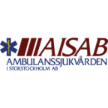 AISAB
AMBULANSSJUKVÅRDEN
I STORSTOCKHOLM AB